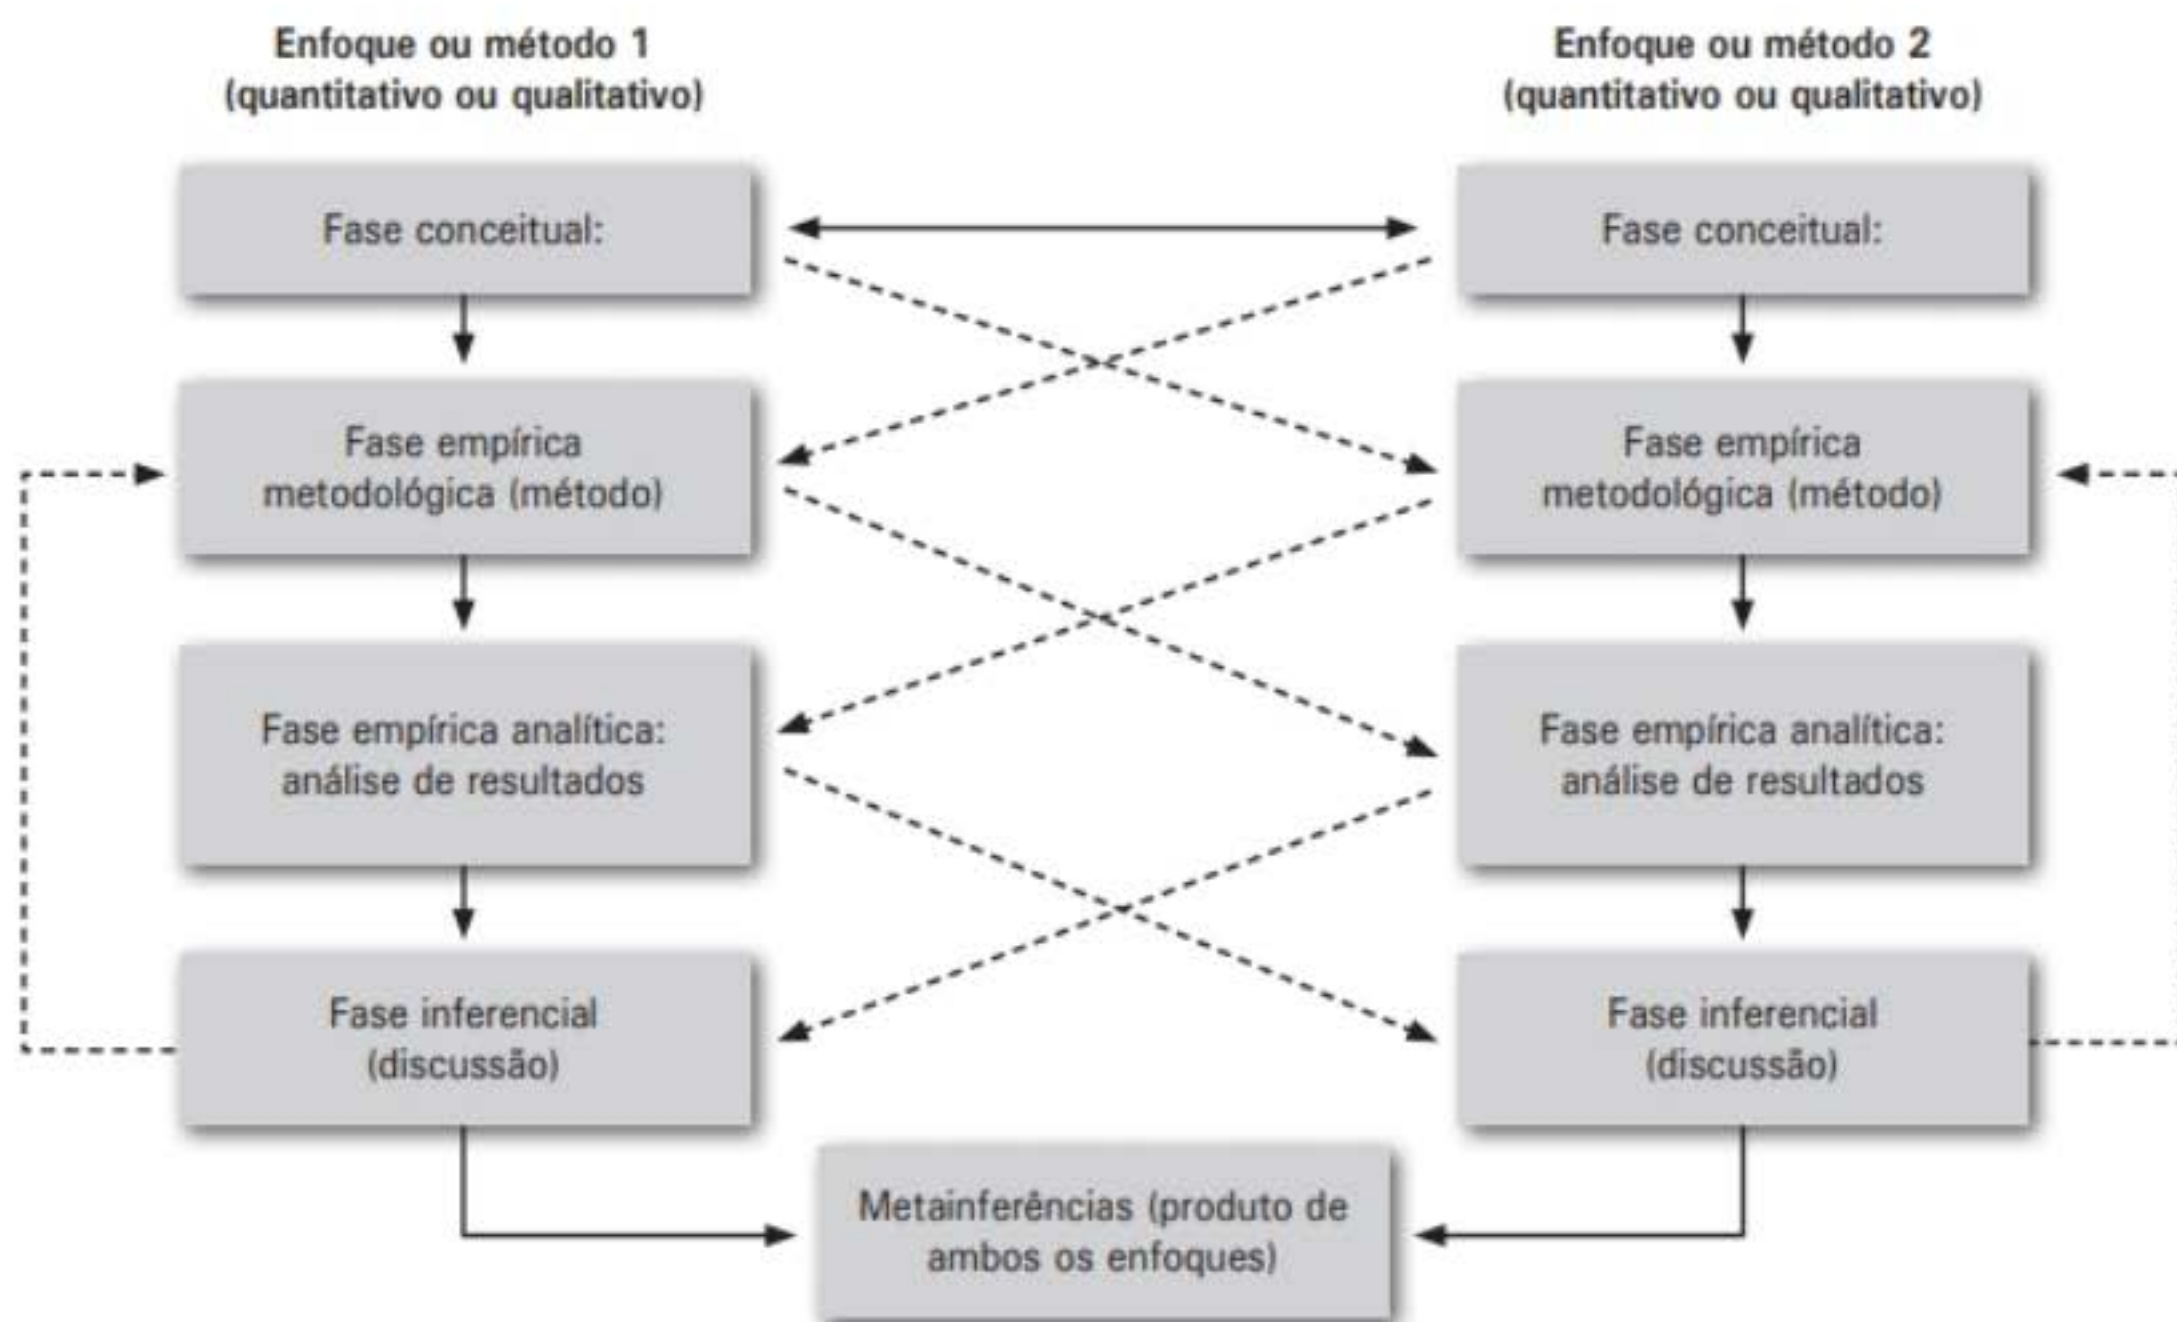 Enfoque ou método 1
(quantitativo ou qualitativo)
Enfoque ou método 2
(quantitativo ou qualitativo)
Fase conceitual:
Fase conceitual:
Fase empírica
metodológica (método)
Fase empírica
metodológica (método)
Fase empírica analítica:
análise de resultados
Fase empírica analítica:
análise de resultados
Fase inferencial
(discussão)
Fase inferencial
(discussão)
Metainferências (produto de
ambos os enfoques)